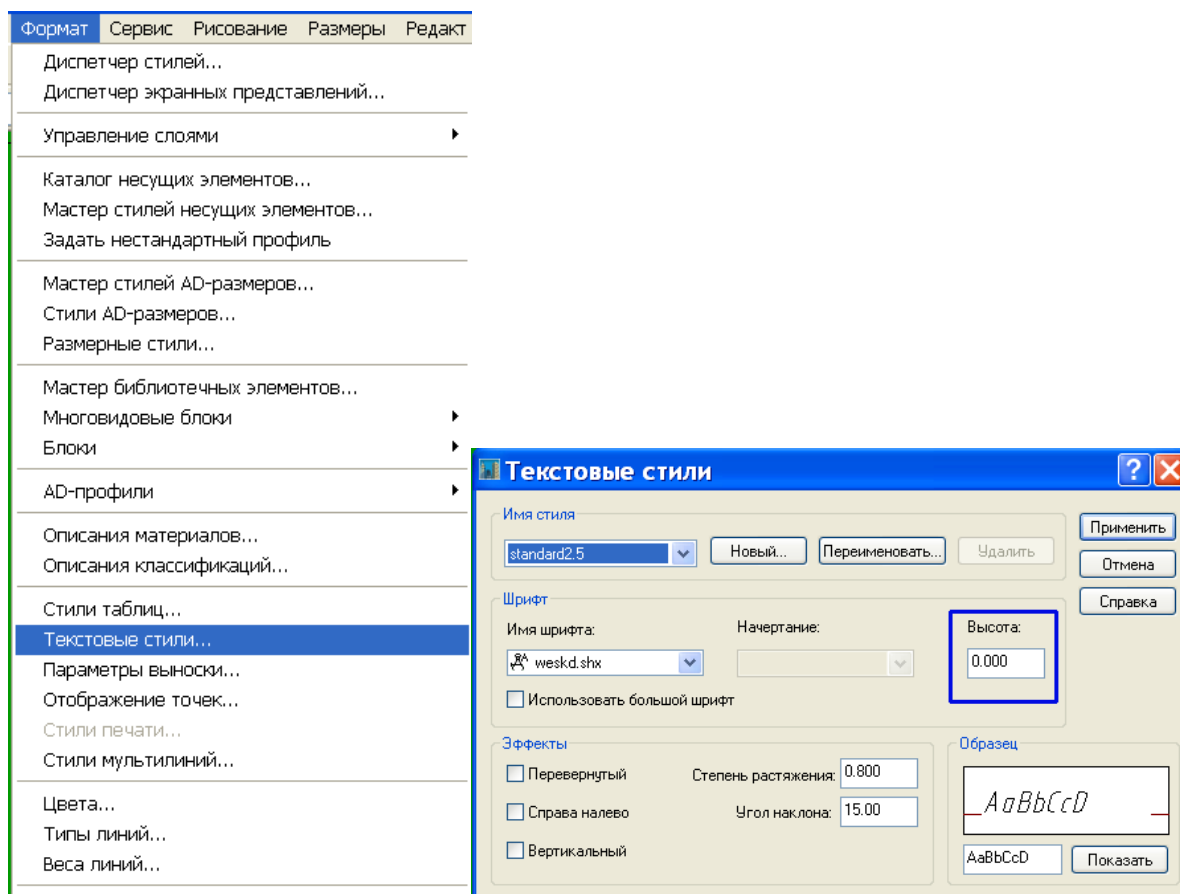 Формат Сервис Рисование Размеры Редакт
Диспетчер стилей...
Диспетчер экранных представлений...
Управление слоями
Каталог несущих элементов...
Мастер стилей несущих элементов...
Задать нестандартный профиль
Мастер стилей AD-размеров...
Стили AD-размеров...
Размерные стили...
Мастер библиотечных элементов...
Многовидовые блоки
Блоки
AD-профили
Описания материалов...
Описания классификаций...
Стили таблиц...
Текстовые стили...
Параметры выноски...
Отображение точек...
Стили печати...
Стили мультилиний...
Цвета...
Типы линий...
Веса линий...
Текстовые стили
Имя стиля
standard2.5 Новый... Переименовать... Удалить
Применить
Отмена
Справка
Шрифт
Имя шрифта: Начертание: Высота:
weskd.shx 0.000
Использовать большой шрифт
Эффекты
Перевернутый Степень растяжения: 0.800
Справа налево Угол наклона: 15.00
Вертикальный
Образец
AaBbCcD
AaBbCcD Показать